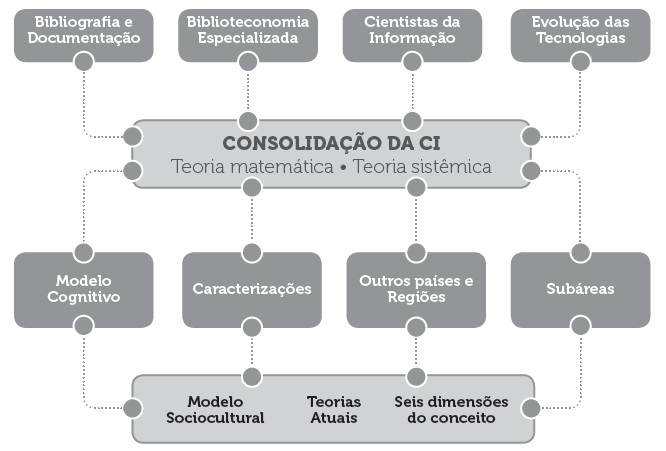 Bibliografia e
Documentação
Biblioteconomia
Especializada
Cientistas da
Informação
Evolução das
Tecnologias
CONSOLIDAÇÃO DA CI
Teoria matemática • Teoria sistêmica
Modelo
Cognitivo
Caracterizações
Outros países e
Regiões
Subáreas
Modelo
Sociocultural
Teorias
Atuais
Seis dimensões
do conceito